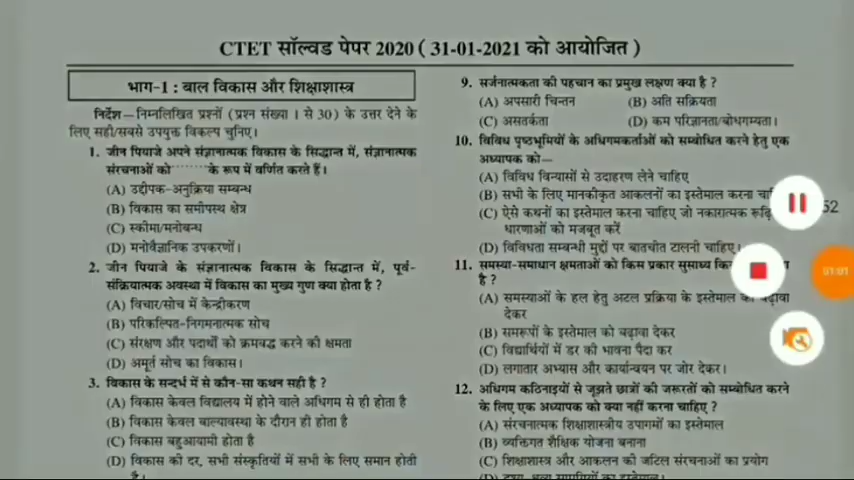 CTET सॉल्वड पेपर 2020 ( 31-01-2021 को आयोजित )
भाग-1 : बाल विकास और शिक्षाशास्त्र
निर्देश—निम्नलिखित प्रश्नों (प्रश्न संख्या 1 से 30) के उत्तर देने के
लिए सही/सबसे उपयुक्त विकल्प चुनिए।
1. जीन पियाजे अपने संज्ञानात्मक विकास के सिद्धान्त में, संज्ञानात्मक
संरचनाओं को ........ के रूप में वर्णित करते हैं।
(A) उद्दीपक-अनुक्रिया सम्बन्ध
(B) विकास का समीपस्थ क्षेत्र
(C) स्कीमा/मनोबन्ध
(D) मनोवैज्ञानिक उपकरणों।
2. जीन पियाजे के संज्ञानात्मक विकास के सिद्धान्त में, पूर्व-
संक्रियात्मक अवस्था में विकास का मुख्य गुण क्या होता है ?
(A) विचार/सोच में केन्द्रीकरण
(B) परिकल्पित-निगमनात्मक सोच
(C) संरक्षण और पदार्थों को क्रमबद्ध करने की क्षमता
(D) अमूर्त सोच का विकास।
3. विकास के सन्दर्भ में से कौन-सा कथन सही है ?
(A) विकास केवल विद्यालय में होने वाले अधिगम से ही होता है
(B) विकास केवल बाल्यावस्था के दौरान ही होता है
(C) विकास बहुआयामी होता है
(D) विकास की दर, सभी संस्कृतियों में सभी के लिए समान होती
है।
9. सर्जनात्मकता की पहचान का प्रमुख लक्षण क्या है ?
(A) अपसारी चिन्तन (B) अति सक्रियता
(C) असतर्कता (D) कम परिज्ञानता/बोधगम्यता।
10. विविध पृष्ठभूमियों के अधिगमकर्ताओं को सम्बोधित करने हेतु एक
अध्यापक को—
(A) विविध विन्यासों से उदाहरण लेने चाहिए
(B) सभी के लिए मानकीकृत आकलनों का इस्तेमाल करना
(C) ऐसे कथनों का इस्तेमाल करना चाहिए जो नकारात्मक
धारणाओं को मजबूत करें
(D) विविधता सम्बन्धी मुद्दों पर बातचीत टालनी चाहिए।
11. समस्या-समाधान क्षमताओं को किस प्रकार सुसाध्य
है ?
(A) समस्याओं के हल हेतु अटल प्रक्रिया के इस्तेमाल को बढ़ावा
देकर
(B) समरूपों के इस्तेमाल को बढ़ावा देकर
(C) विद्यार्थियों में डर की भावना पैदा कर
(D) लगातार अभ्यास और कार्यान्वयन पर जोर देकर।
12. अधिगम कठिनाइयों से जूझते छात्रों की जरूरतों को सम्बोधित करने
के लिए एक अध्यापक को क्या नहीं करना चाहिए ?
(A) संरचनात्मक शिक्षाशास्त्रीय उपागमों का इस्तेमाल
(B) व्यक्तिगत शैक्षिक योजना बनाना
(C) शिक्षाशास्त्र और आकलन की जटिल संरचनाओं का प्रयोग
52
01:01